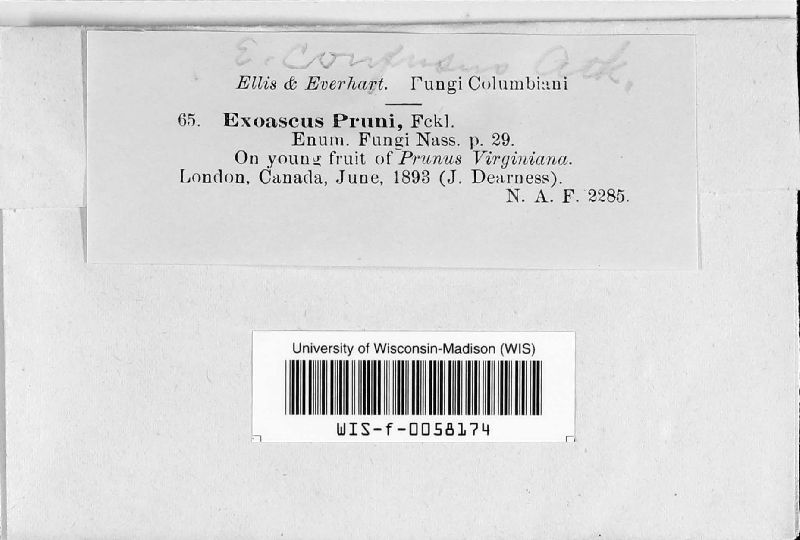 E. confusus Atk.
Ellis & Everhart. Fungi Columbiani
65. Exoascus Pruni, Fckl.
Enum. Fungi Nass. p. 29.
On young fruit of Prunus Virginiana.
London, Canada, June, 1893 (J. Dearness).
N. A. F. 2285.
University of Wisconsin-Madison (WIS)
WIS-f-0058174